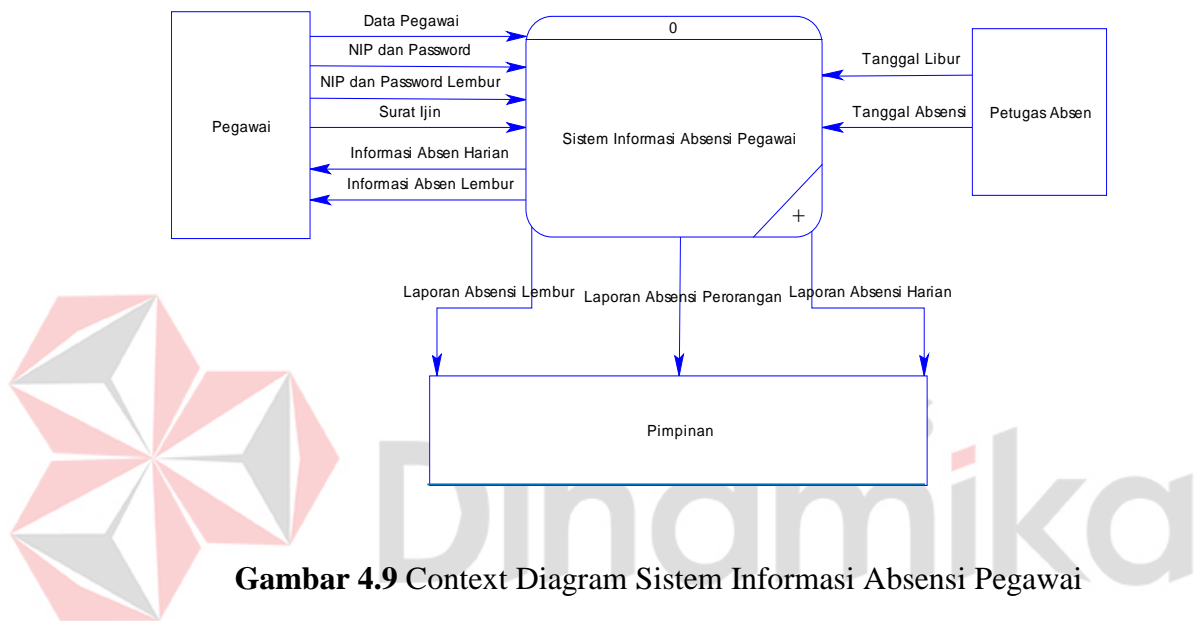 Data Pegawai
NIP dan Password
NIP dan Password Lembur
Surat Ijin
Informasi Absen Harian
Informasi Absen Lembur
Pegawai
0
Sistem Informasi Absensi Pegawai
+
Tanggal Libur
Tanggal Absensi
Petugas Absen
Laporan Absensi Lembur
Laporan Absensi Perorangan
Laporan Absensi Harian
Pimpinan
Dinamika
Gambar 4.9 Context Diagram Sistem Informasi Absensi Pegawai